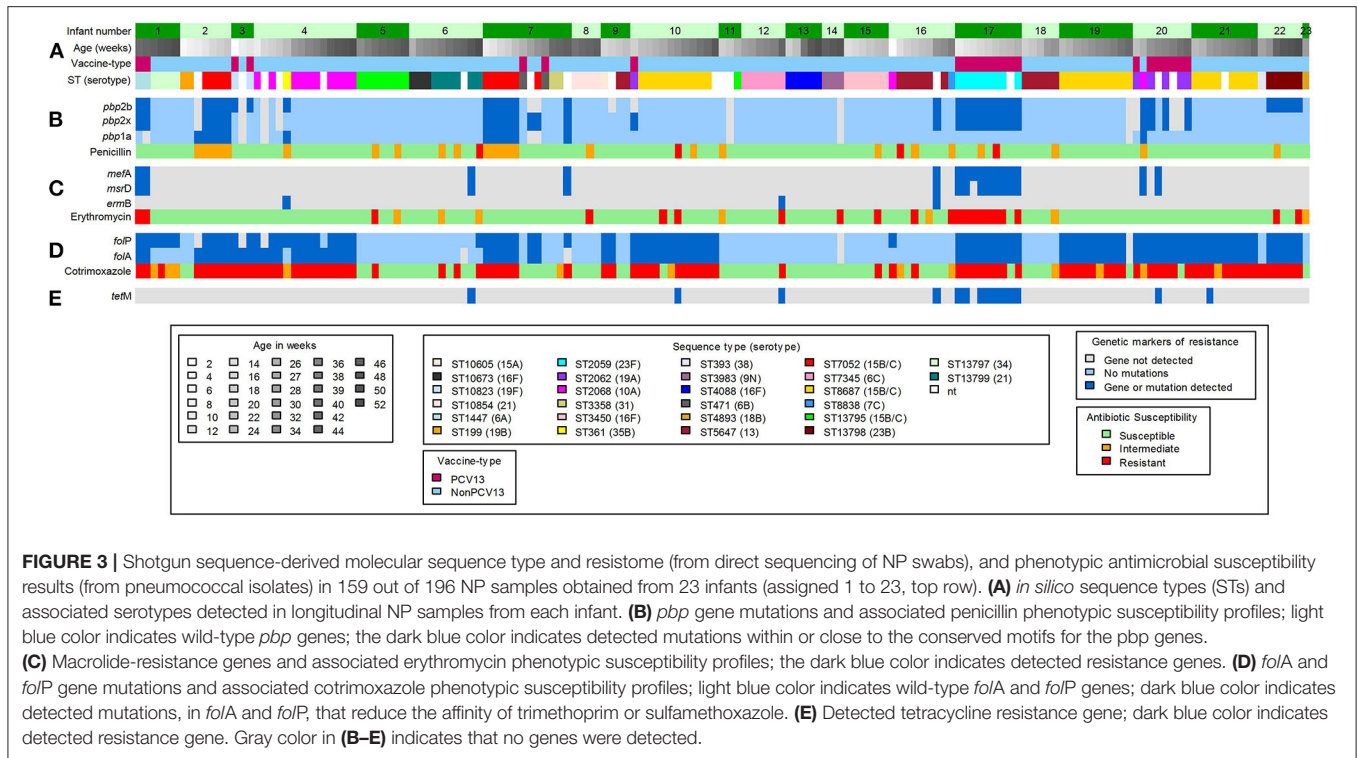 Infant number 1 2 3 4 5 6 7 8 9 10 11 12 13 14 15 16 17 18 19 20 21 22 23
A Age (weeks)
Vaccine-type
ST (serotype)
B pbp2b
pbp2x
pbp1a
Penicillin
C mefA
msrD
ermB
Erythromycin
D folP
folA
Cotrimoxazole
E tetM
Age in weeks
2 14 26 36 46
4 16 27 38 48
6 18 28 39 50
8 20 30 40 52
10 22 32 42
12 24 34 44
Sequence type (serotype)
ST10605 (15A) ST2059 (23F) ST393 (38) ST7052 (15B/C) ST13797 (34)
ST10673 (16F) ST2062 (19A) ST3983 (9N) ST7345 (6C) ST13799 (21)
ST10823 (19F) ST2068 (10A) ST4088 (16F) ST8687 (15B/C) nt
ST10854 (21) ST3358 (31) ST471 (6B) ST8838 (7C)
ST1447 (6A) ST3450 (16F) ST4893 (18B) ST13795 (15B/C)
ST199 (19B) ST361 (35B) ST5647 (13) ST13798 (23B)
Vaccine-type
PCV13
NonPCV13
Genetic markers of resistance
Gene not detected
No mutations
Gene or mutation detected
Antibiotic Susceptibility
Susceptible
Intermediate
Resistant
FIGURE 3 | Shotgun sequence-derived molecular sequence type and resistome (from direct sequencing of NP swabs), and phenotypic antimicrobial susceptibility
results (from pneumococcal isolates) in 159 out of 196 NP samples obtained from 23 infants (assigned 1 to 23, top row). (A) in silico sequence types (STs) and
associated serotypes detected in longitudinal NP samples from each infant. (B) pbp gene mutations and associated penicillin phenotypic susceptibility profiles; light
blue color indicates wild-type pbp genes; the dark blue color indicates detected mutations within or close to the conserved motifs for the pbp genes.
(C) Macrolide-resistance genes and associated erythromycin phenotypic susceptibility profiles; the dark blue color indicates detected resistance genes. (D) folA and
folP gene mutations and associated cotrimoxazole phenotypic susceptibility profiles; light blue color indicates wild-type folA and folP genes; dark blue color indicates
detected mutations, in folA and folP, that reduce the affinity of trimethoprim or sulfamethoxazole. (E) Detected tetracycline resistance gene; dark blue color indicates
detected resistance gene. Gray color in (B–E) indicates that no genes were detected.